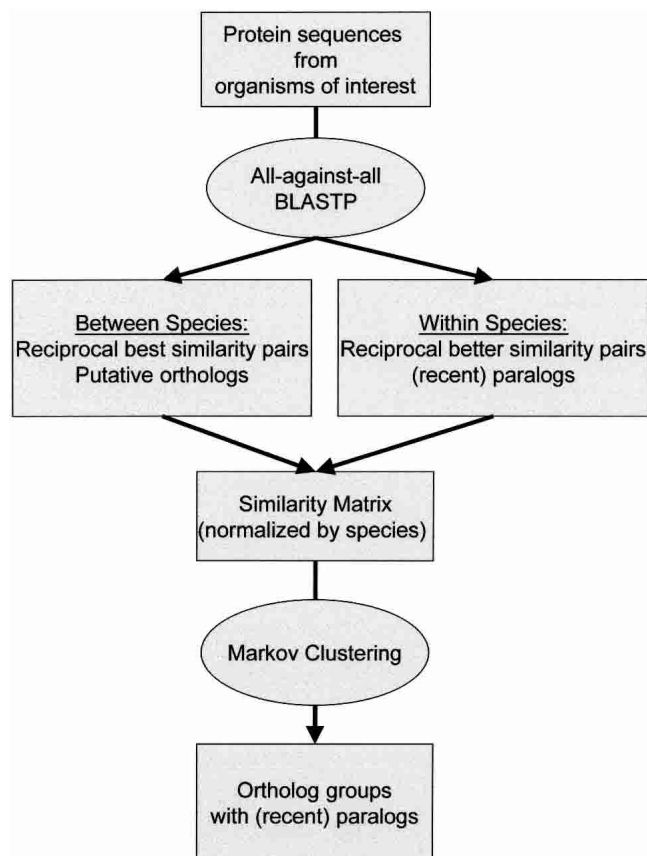 Protein sequences
from
organisms of interest
All-against-all
BLASTP
Between Species:
Reciprocal best similarity pairs
Putative orthologs
Within Species:
Reciprocal better similarity pairs
(recent) paralogs
Similarity Matrix
(normalized by species)
Markov Clustering
Ortholog groups
with (recent) paralogs